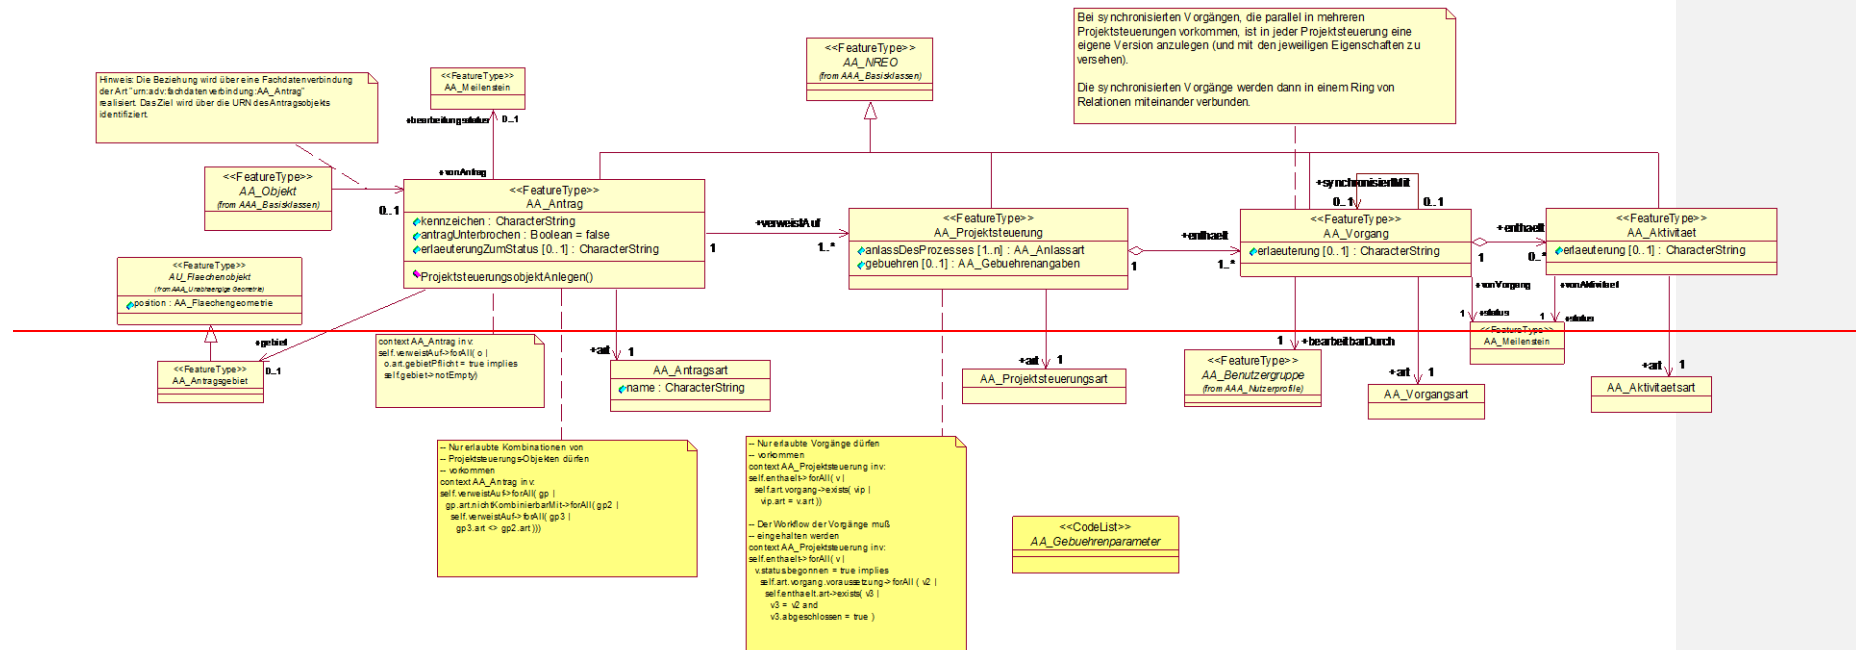 Hinweis: Die Beziehung wird über eine Fachdatenverbindung
der Art "urn:adv:fachdatenverbindung:AA_Antrag"
realisiert. Das Ziel wird über die URN des Antragsobjekts
identifiziert.
<<FeatureType>>
AA_Meilenstein
+bearbeitungsstatus
0..1
+vonAntrag
<<FeatureType>>
AA_NREO
(from AAA_Basisklassen)
Bei synchronisierten Vorgängen, die parallel in mehreren
Projektsteuerungen vorkommen, ist in jeder Projektsteuerung eine
eigene Version anzulegen (und mit den jeweiligen Eigenschaften zu
versehen).
Die synchronisierten Vorgänge werden dann in einem Ring von
Relationen miteinander verbunden.
<<FeatureType>>
AA_Objekt
(from AAA_Basisklassen)
0..1
<<FeatureType>>
AA_Antrag
kennzeichen : CharacterString
antragUnterbrochen : Boolean = false
erlaeuterungZumStatus [0..1] : CharacterString
ProjektsteuerungsobjektAnlegen()
+verweistAuf
1
1..*
<<FeatureType>>
AA_Projektsteuerung
anlassDesProzesses [1..n] : AA_Anlassart
gebuehren [0..1] : AA_Gebuehrenangaben
+enthaelt
1
1..*
+synchronisiertMit
0..1
0..1
<<FeatureType>>
AA_Vorgang
erlaeuterung [0..1] : CharacterString
+enthaelt
1
0..*
<<FeatureType>>
AA_Aktivitaet
erlaeuterung [0..1] : CharacterString
<<FeatureType>>
AU_Flaechenobjekt
(from AAA_Unabhaengige Geometrie)
position : AA_Flaechengeometrie
+gebiet
0..1
<<FeatureType>>
AA_Antragsgebiet
context AA_Antrag inv:
self.verweistAuf->forAll( o |
o.art.gebietPflicht = true implies
self.gebiet->notEmpty)
+art
1
AA_Antragsart
name : CharacterString
+art
1
AA_Projektsteuerungsart
1
+bearbeitbarDurch
<<FeatureType>>
AA_Benutzergruppe
(from AAA_Nutzerprofile)
+art
1
AA_Vorgangsart
+vonVorgang
1
+status
+vonAktivitaet
1
+status
<<FeatureType>>
AA_Meilenstein
+art
1
AA_Aktivitaetsart
-- Nur erlaubte Kombinationen von
-- Projektsteuerungs-Objekten dürfen
-- vorkommen
context AA_Antrag inv:
self.verweistAuf->forAll( gp |
gp.art.nichtKombinierbarMit->forAll( gp2 |
self.verweistAuf->forAll( gp3 |
gp3.art <> gp2.art )))
-- Nur erlaubte Vorgänge dürfen
-- vorkommen
context AA_Projektsteuerung inv:
self.enthaelt->forAll( v |
self.art.vorgang->exists( vip |
vip.art = v.art ))
-- Der Workflow der Vorgänge muß
-- eingehalten werden
context AA_Projektsteuerung inv:
self.enthaelt->forAll( v |
v.status.begonnen = true implies
self.art.vorgang.voraussetzung->forAll ( v2 |
self.enthaelt.art->exists( v3 |
v3 = v2 and
v3.abgeschlossen = true )
<<CodeList>>
AA_Gebuehrenparameter